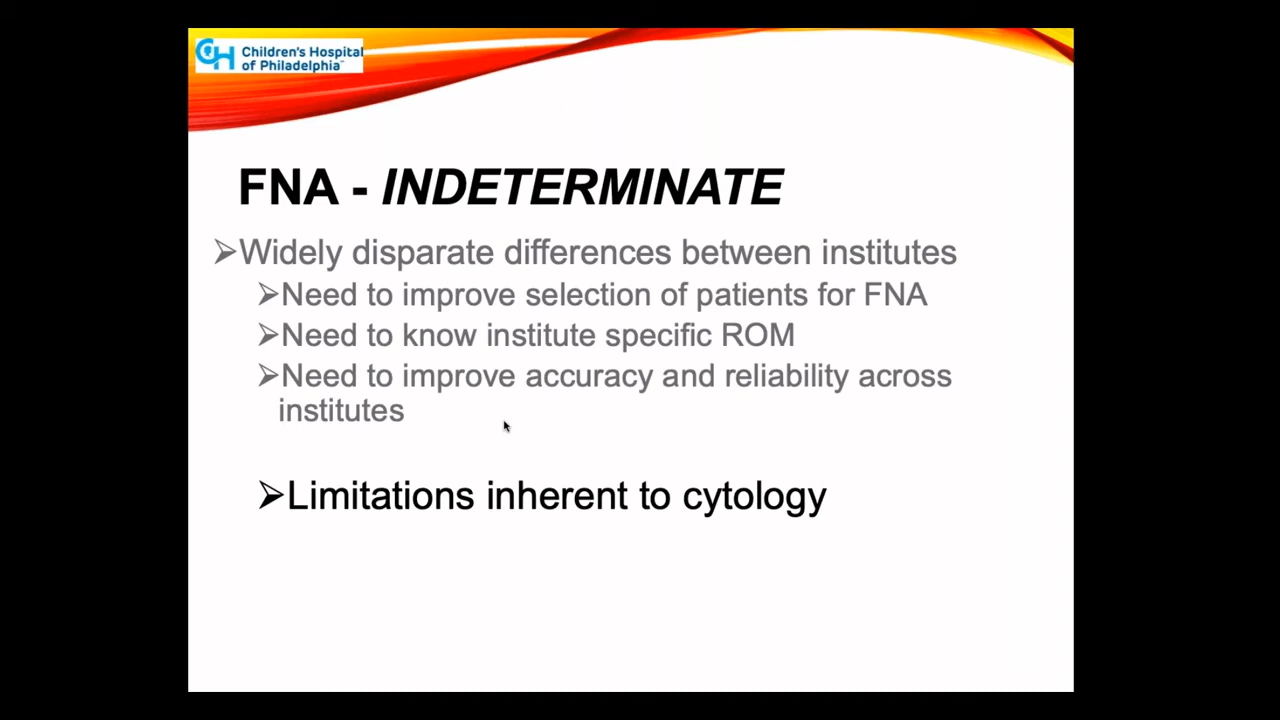 Children's Hospital
of Philadelphia™
FNA - INDETERMINATE
➢Widely disparate differences between institutes
➢Need to improve selection of patients for FNA
➢Need to know institute specific ROM
➢Need to improve accuracy and reliability across
institutes
➢Limitations inherent to cytology